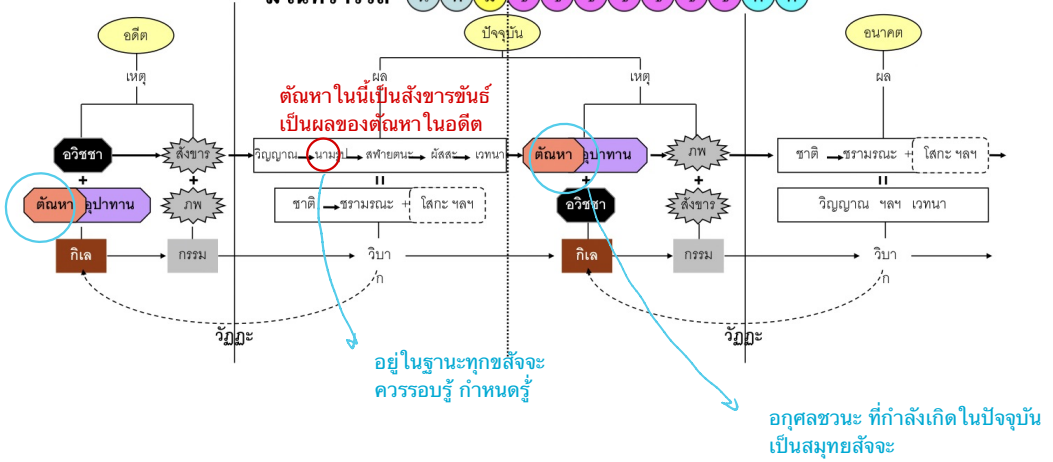 อดีต
ปัจจุบัน
อนาคต
เหตุ
ผล
เหตุ
ผล
ตัณหาในนี้เป็นสังขารขันธ์
เป็นผลของตัณหาในอดีต
อวิชชา
สังขาร
วิญญาณ นามรูป สฬายตนะ ผัสสะ เวทนา
ตัณหา อุปาทาน
ภพ
ชาติ ชรามรณะ + โสกะ ฯลฯ
+
+
=
+
+
=
ตัณหา อุปาทาน
ภพ
ชาติ ชรามรณะ + โสกะ ฯลฯ
อวิชชา
สังขาร
วิญญาณ ฯลฯ เวทนา
กิเล
กรรม
วิบา
ก
กิเล
กรรม
วิบา
ก
วัฏฏะ
วัฏฏะ
อยู่ในฐานะทุกขสัจจะ
ควรรอบรู้ กำหนดรู้
อกุศลชวนะ ที่กำลังเกิดในปัจจุบัน
เป็นสมุทยสัจจะ